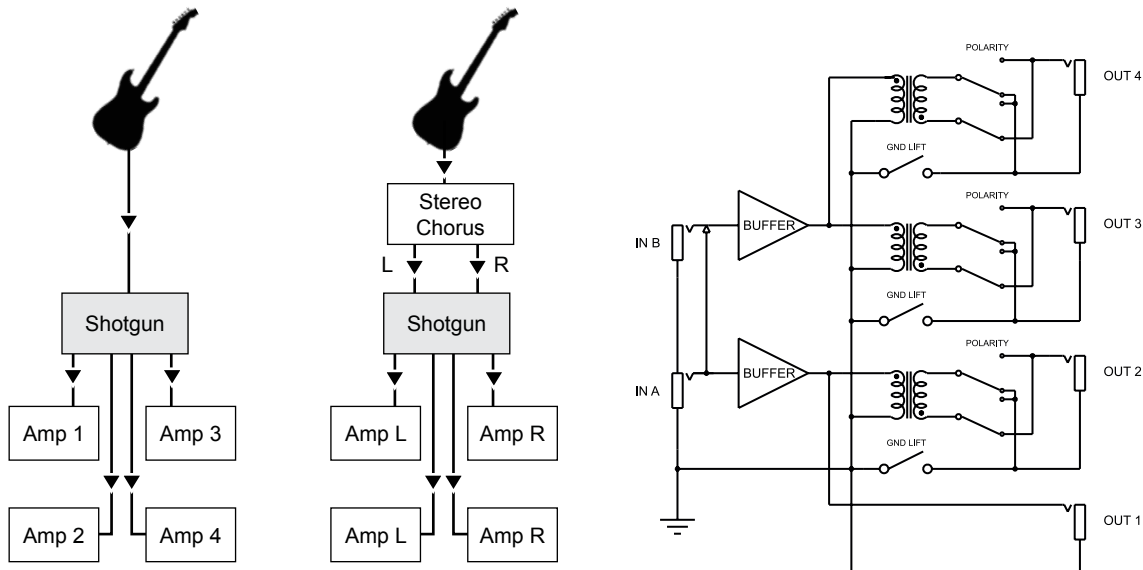 Shotgun
Amp 1
Amp 3
Amp 2
Amp 4
Stereo
Chorus
L
R
Shotgun
Amp L
Amp R
Amp L
Amp R
POLARITY
OUT 4
GND LIFT
POLARITY
OUT 3
IN B
BUFFER
GND LIFT
POLARITY
OUT 2
IN A
BUFFER
GND LIFT
OUT 1